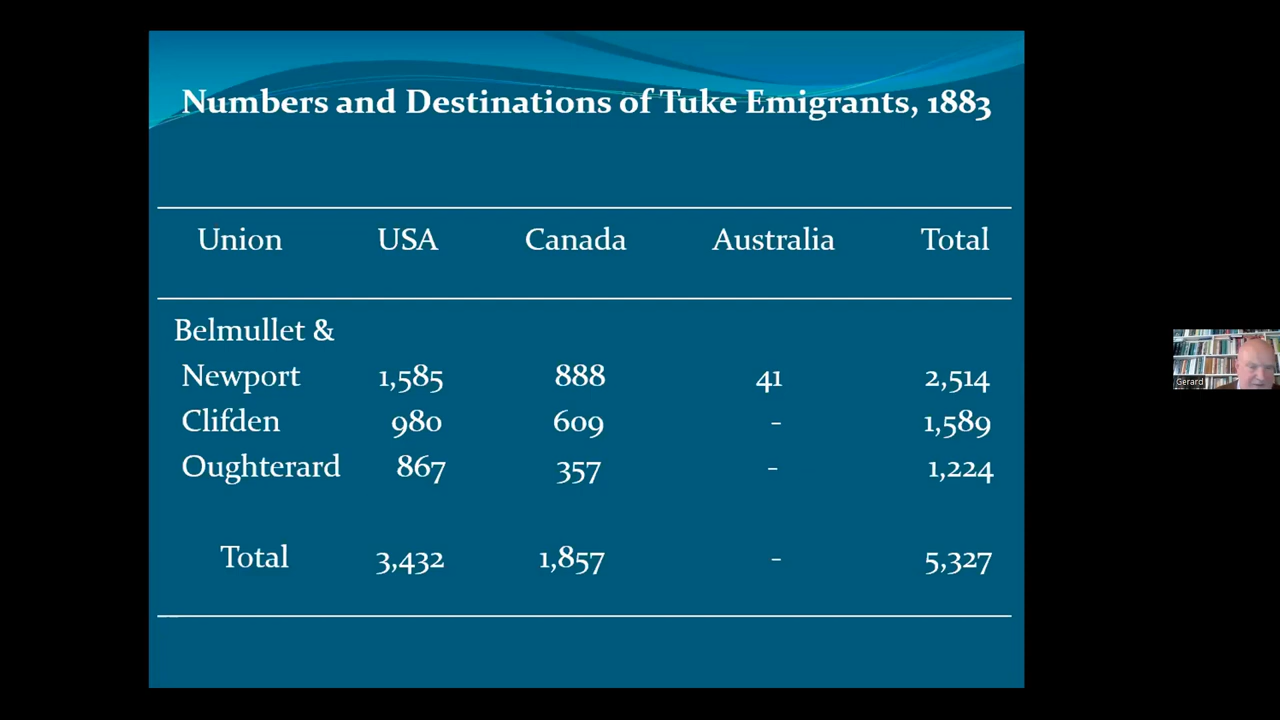 Numbers and Destinations of Tuke Emigrants, 1883
Union USA Canada Australia Total
Belmullet &
Newport 1,585 888 41 2,514
Clifden 980 609 - 1,589
Oughterard 867 357 - 1,224
Total 3,432 1,857 - 5,327
Gerard